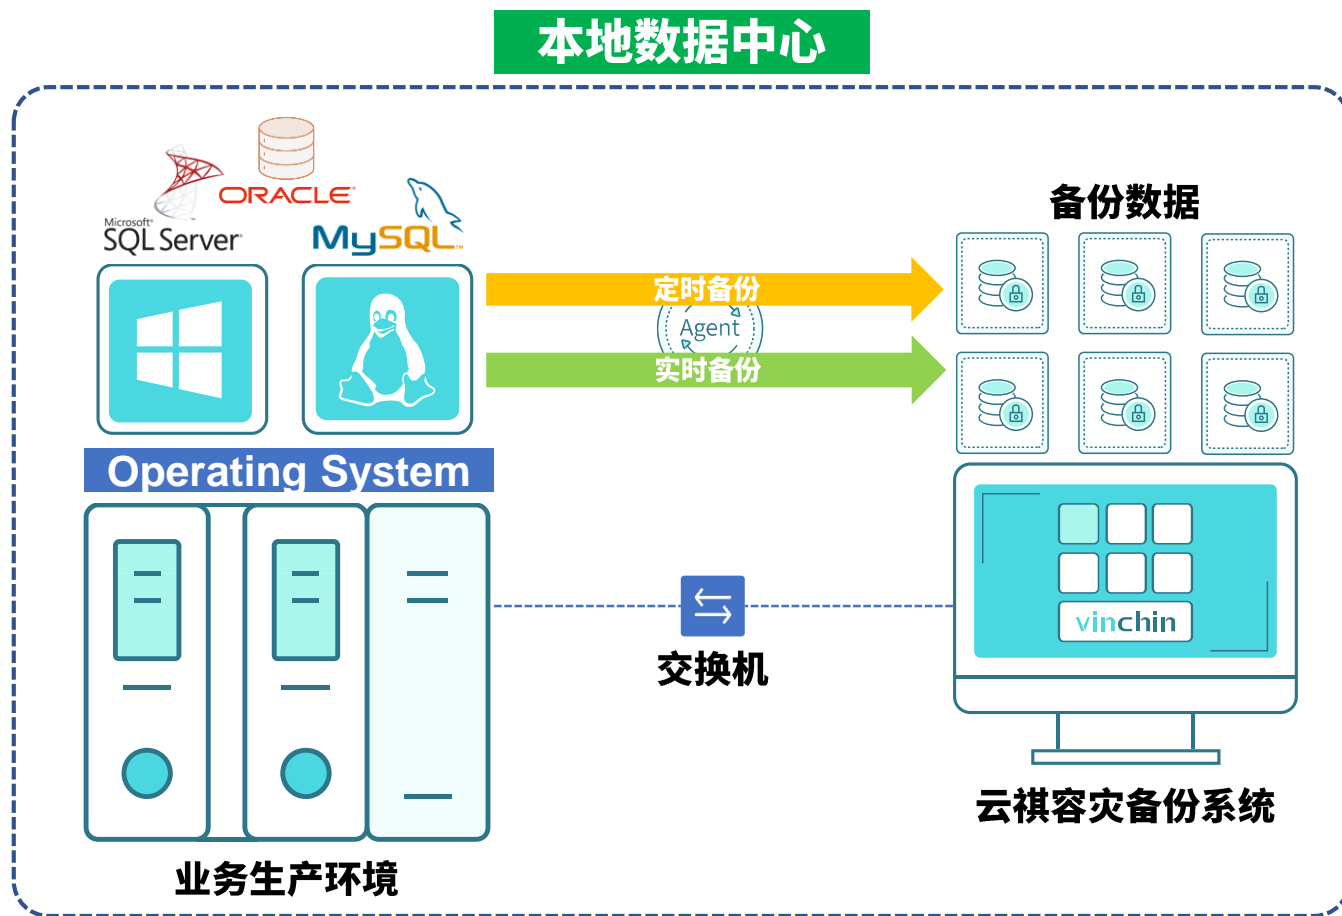 本地数据中心
ORACLE
Microsoft
SQL Server
MySQL
备份数据
定时备份
Agent
实时备份
Operating System
vinchin
交换机
云祺容灾备份系统
业务生产环境